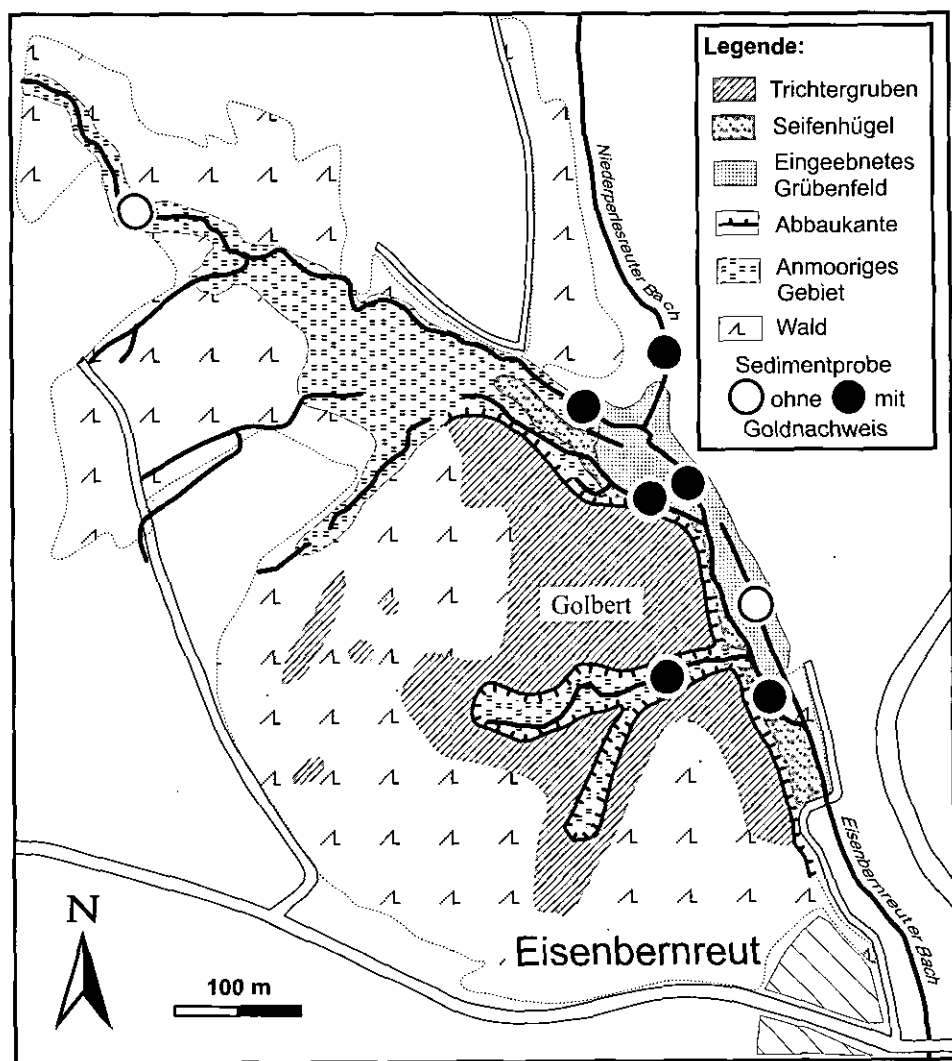 Legende:
Trichtergruben
Seifenhügel
Eingeebnetes
Grübenfeld
Abbaukante
Anmooriges
Gebiet
Wald
Sedimentprobe
ohne
mit
Goldnachweis
Niederperlesreuter Bach
Golbert
Eisenbernreuter Bach
Eisenbernreut
N
100 m